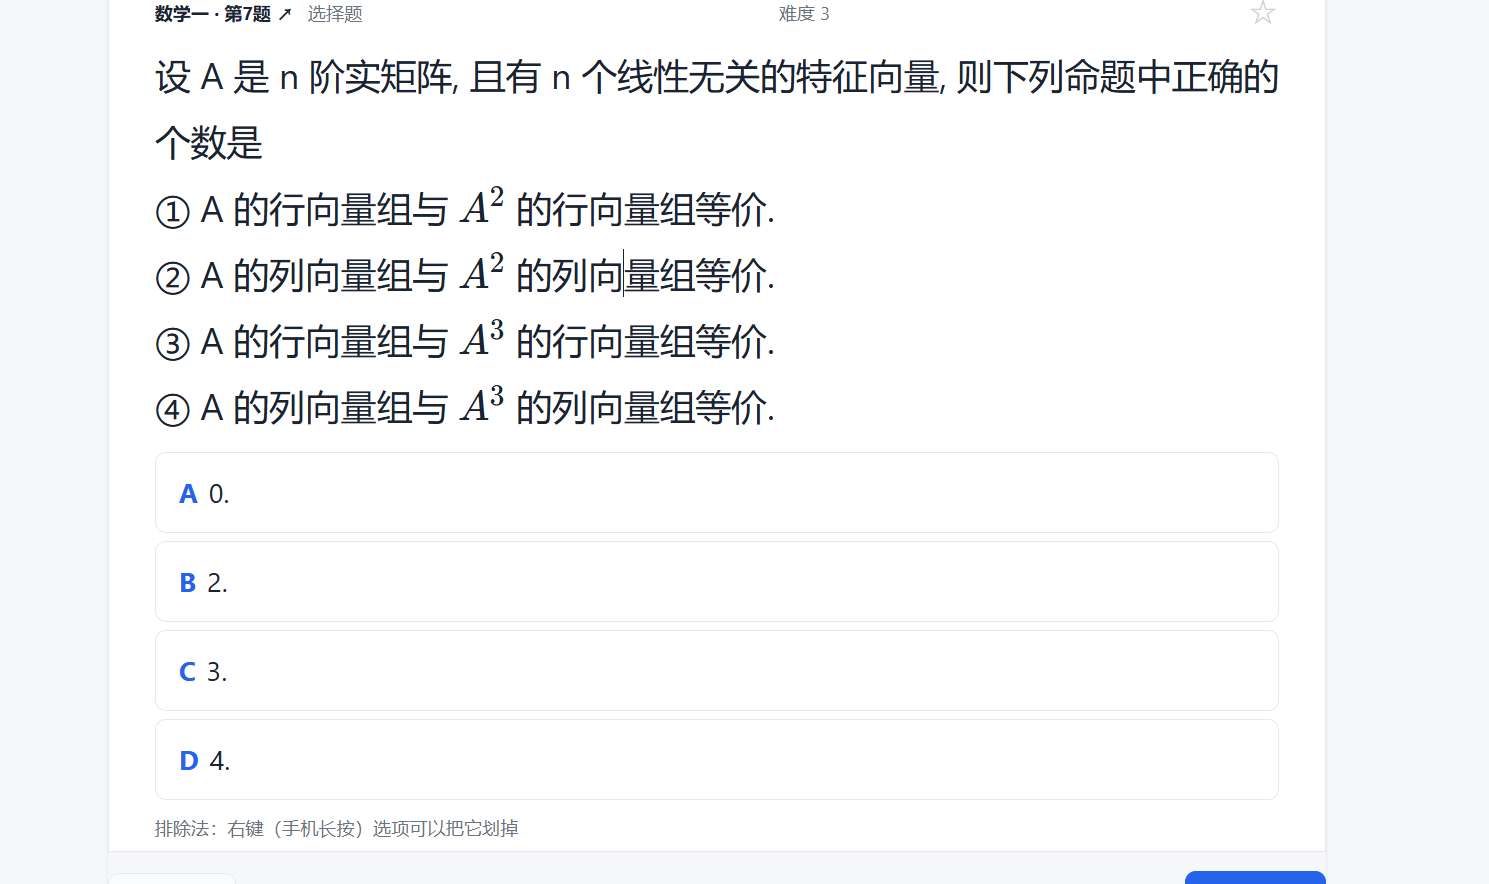 数学一 · 第7题 ↗ 选择题 难度 3 ☆
设 A 是 n 阶实矩阵, 且有 n 个线性无关的特征向量, 则下列命题中正确的
个数是
① A 的行向量组与 A² 的行向量组等价.
② A 的列向量组与 A² 的列向量组等价.
③ A 的行向量组与 A³ 的行向量组等价.
④ A 的列向量组与 A³ 的列向量组等价.
A 0.
B 2.
C 3.
D 4.
排除法：右键（手机长按）选项可以把它划掉